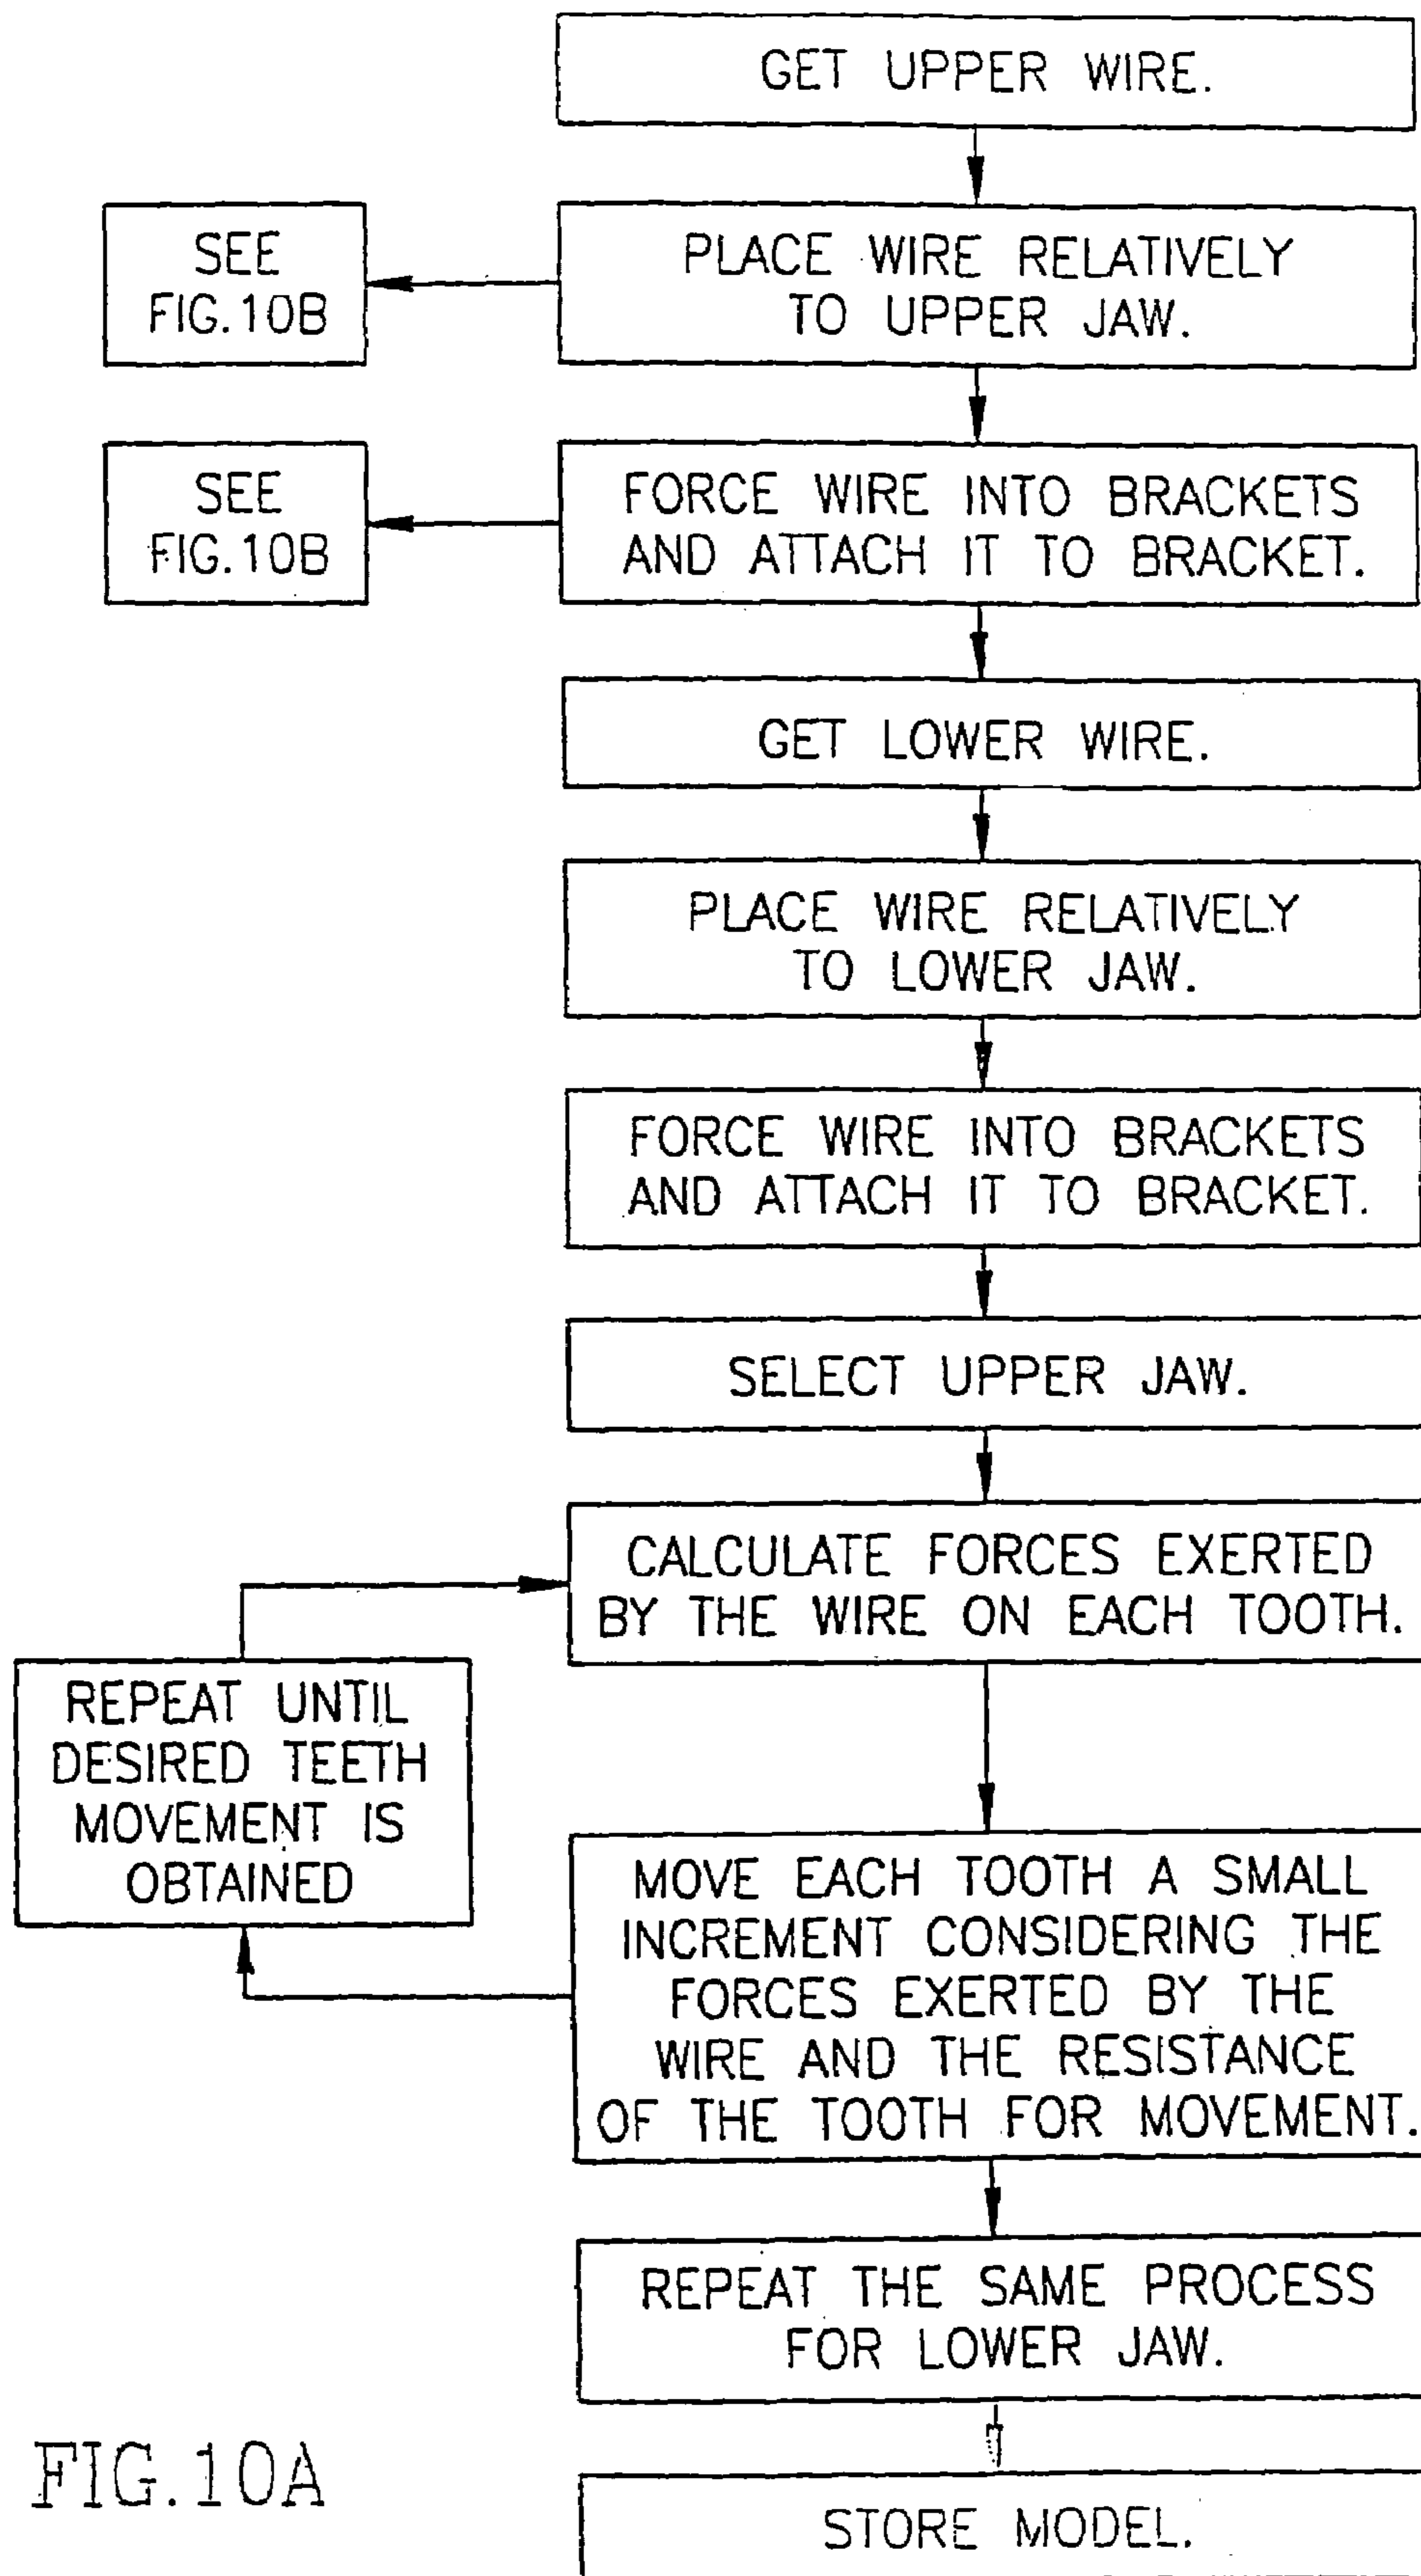 GET UPPER WIRE.
SEE
FIG.10B
PLACE WIRE RELATIVELY
TO UPPER JAW.
SEE
FIG.10B
FORCE WIRE INTO BRACKETS
AND ATTACH IT TO BRACKET.
GET LOWER WIRE.
PLACE WIRE RELATIVELY
TO LOWER JAW.
FORCE WIRE INTO BRACKETS
AND ATTACH IT TO BRACKET.
SELECT UPPER JAW.
CALCULATE FORCES EXERTED
BY THE WIRE ON EACH TOOTH.
REPEAT UNTIL
DESIRED TEETH
MOVEMENT IS
OBTAINED
MOVE EACH TOOTH A SMALL
INCREMENT CONSIDERING THE
FORCES EXERTED BY THE
WIRE AND THE RESISTANCE
OF THE TOOTH FOR MOVEMENT.
REPEAT THE SAME PROCESS
FOR LOWER JAW.
STORE MODEL.
FIG.10A